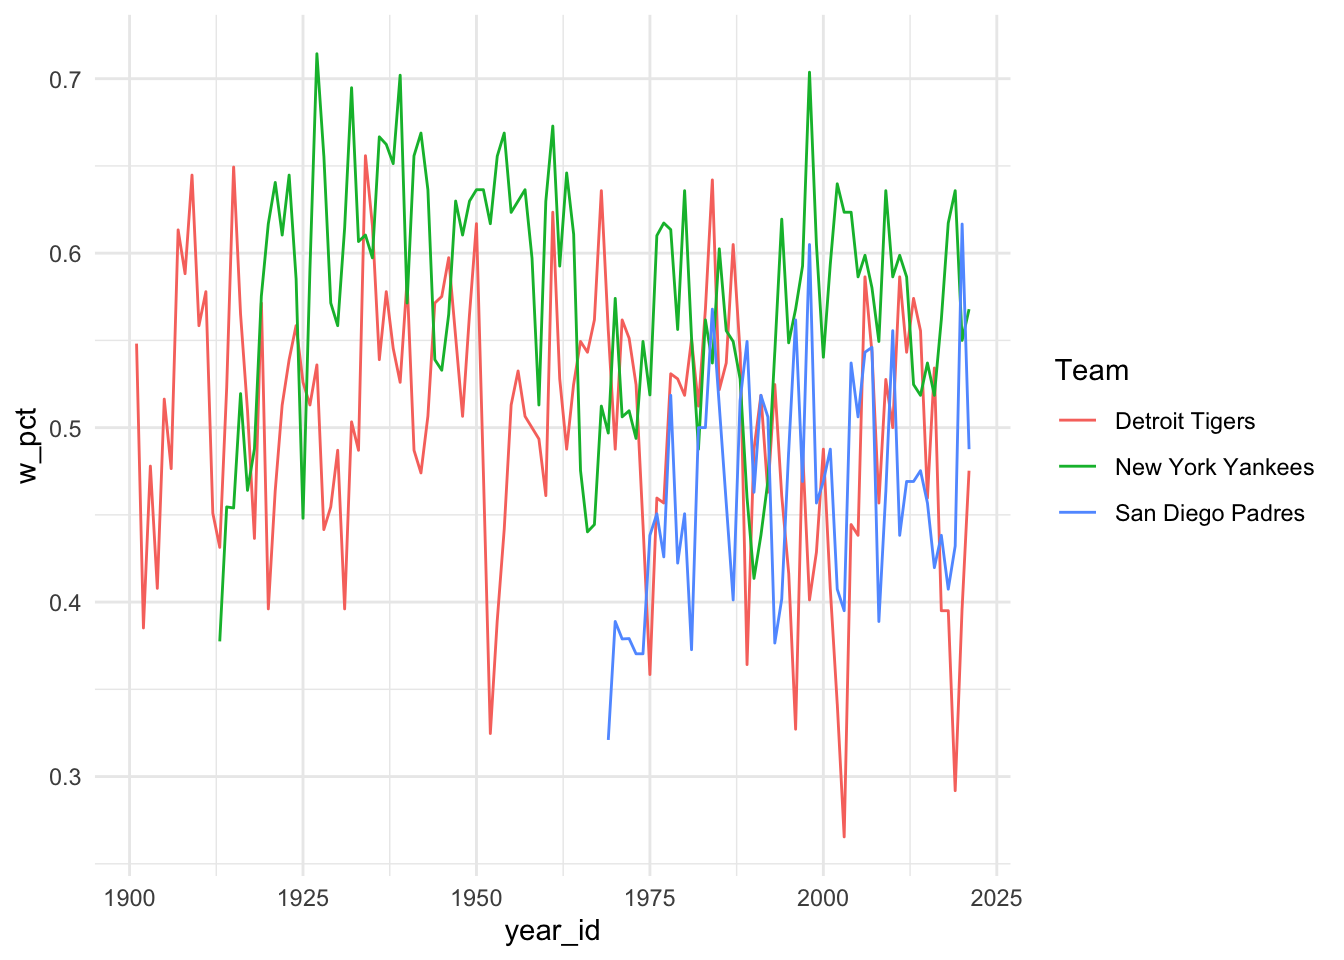 0.7
0.6
0.5
0.4
0.3
w_pct
1900
1925
1950
1975
2000
2025
year_id
Team
Detroit Tigers
New York Yankees
San Diego Padres